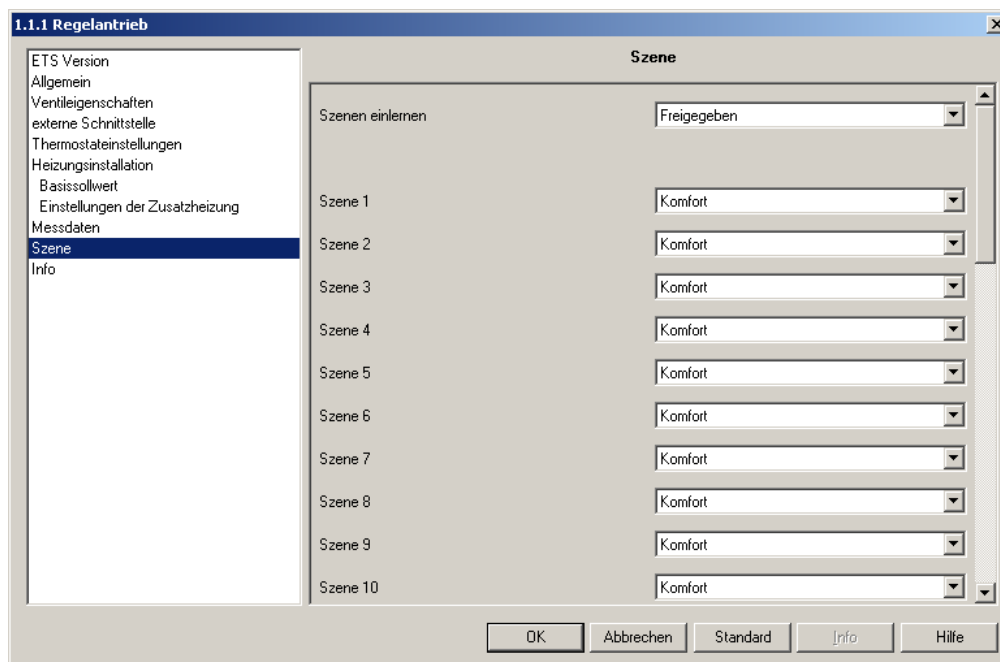 1.1.1 Regelantrieb
ETS Version
Allgemein
Ventileigenschaften
externe Schnittstelle
Thermostateinstellungen
Heizungsinstallation
Basissollwert
Einstellungen der Zusatzheizung
Messdaten
Szene
Info
Szene
Szenen einlernen Freigegeben
Szene 1 Komfort
Szene 2 Komfort
Szene 3 Komfort
Szene 4 Komfort
Szene 5 Komfort
Szene 6 Komfort
Szene 7 Komfort
Szene 8 Komfort
Szene 9 Komfort
Szene 10 Komfort
OK Abbrechen Standard Info Hilfe